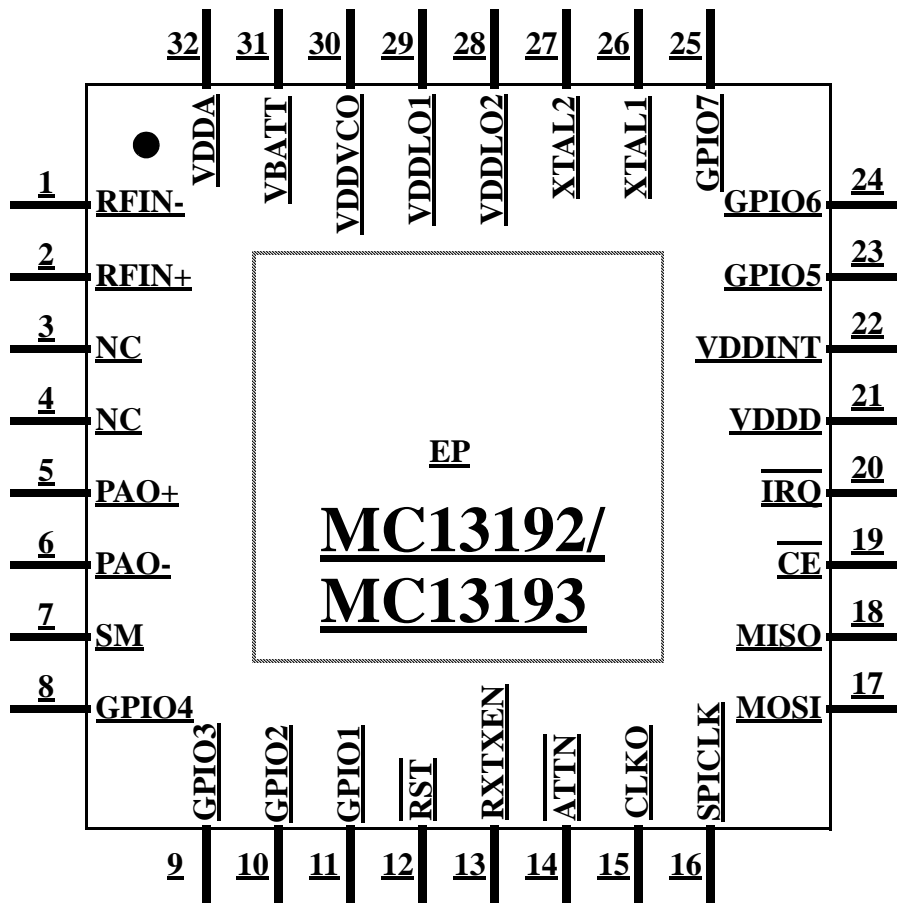 32 31 30 29 28 27 26 25
VDDA VBATT VDDVCO VDDLO1 VDDLO2 XTAL2 XTAL1 GPIO7
1 RFIN- GPIO6 24
2 RFIN+ GPIO5 23
3 NC VDDINT 22
4 NC VDDD 21
5 PAO+ IRQ 20
6 PAO- CE 19
7 SM MISO 18
8 GPIO4 MOSI 17
EP
MC13192/
MC13193
GPIO3 GPIO2 GPIO1 RST RXTXEN ATTN CLKO SPICLK
9 10 11 12 13 14 15 16